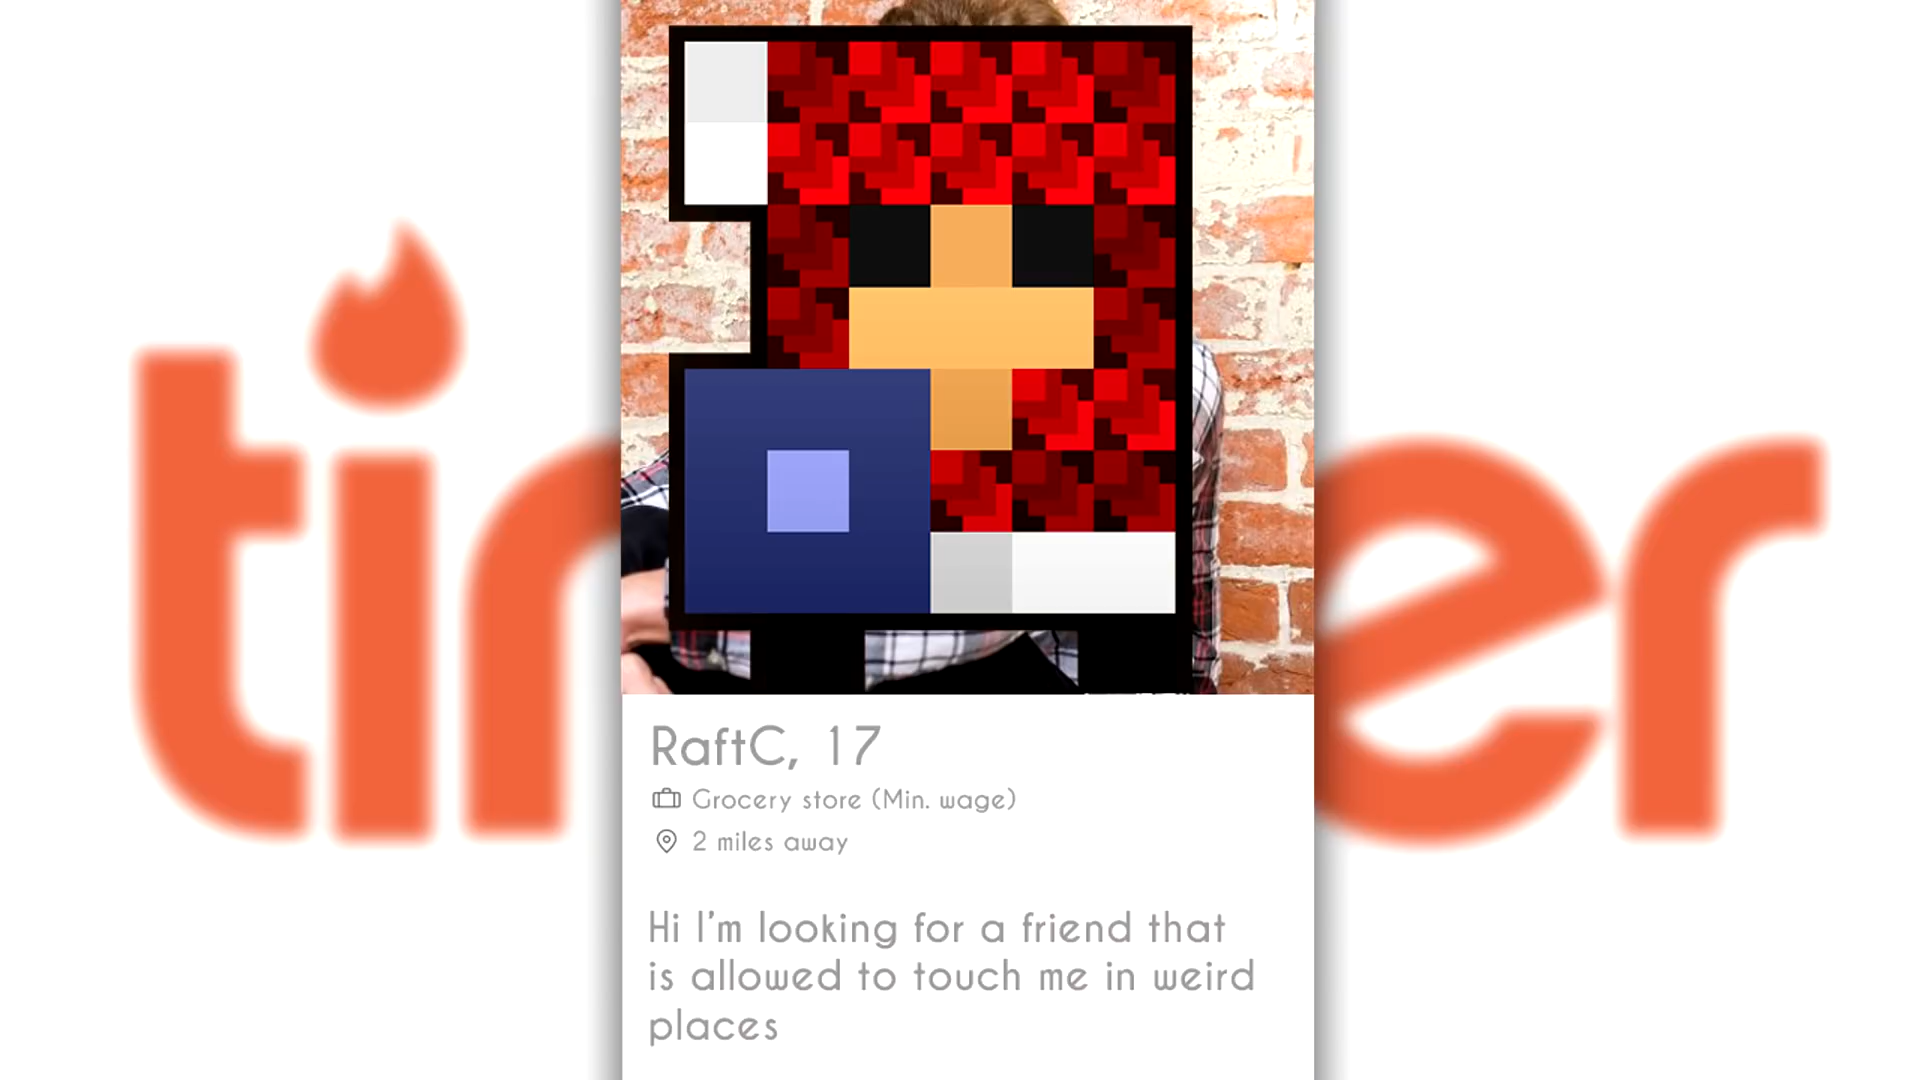 tinder
RaftC, 17
Grocery store (Min. wage)
2 miles away
Hi I'm looking for a friend that
is allowed to touch me in weird
places